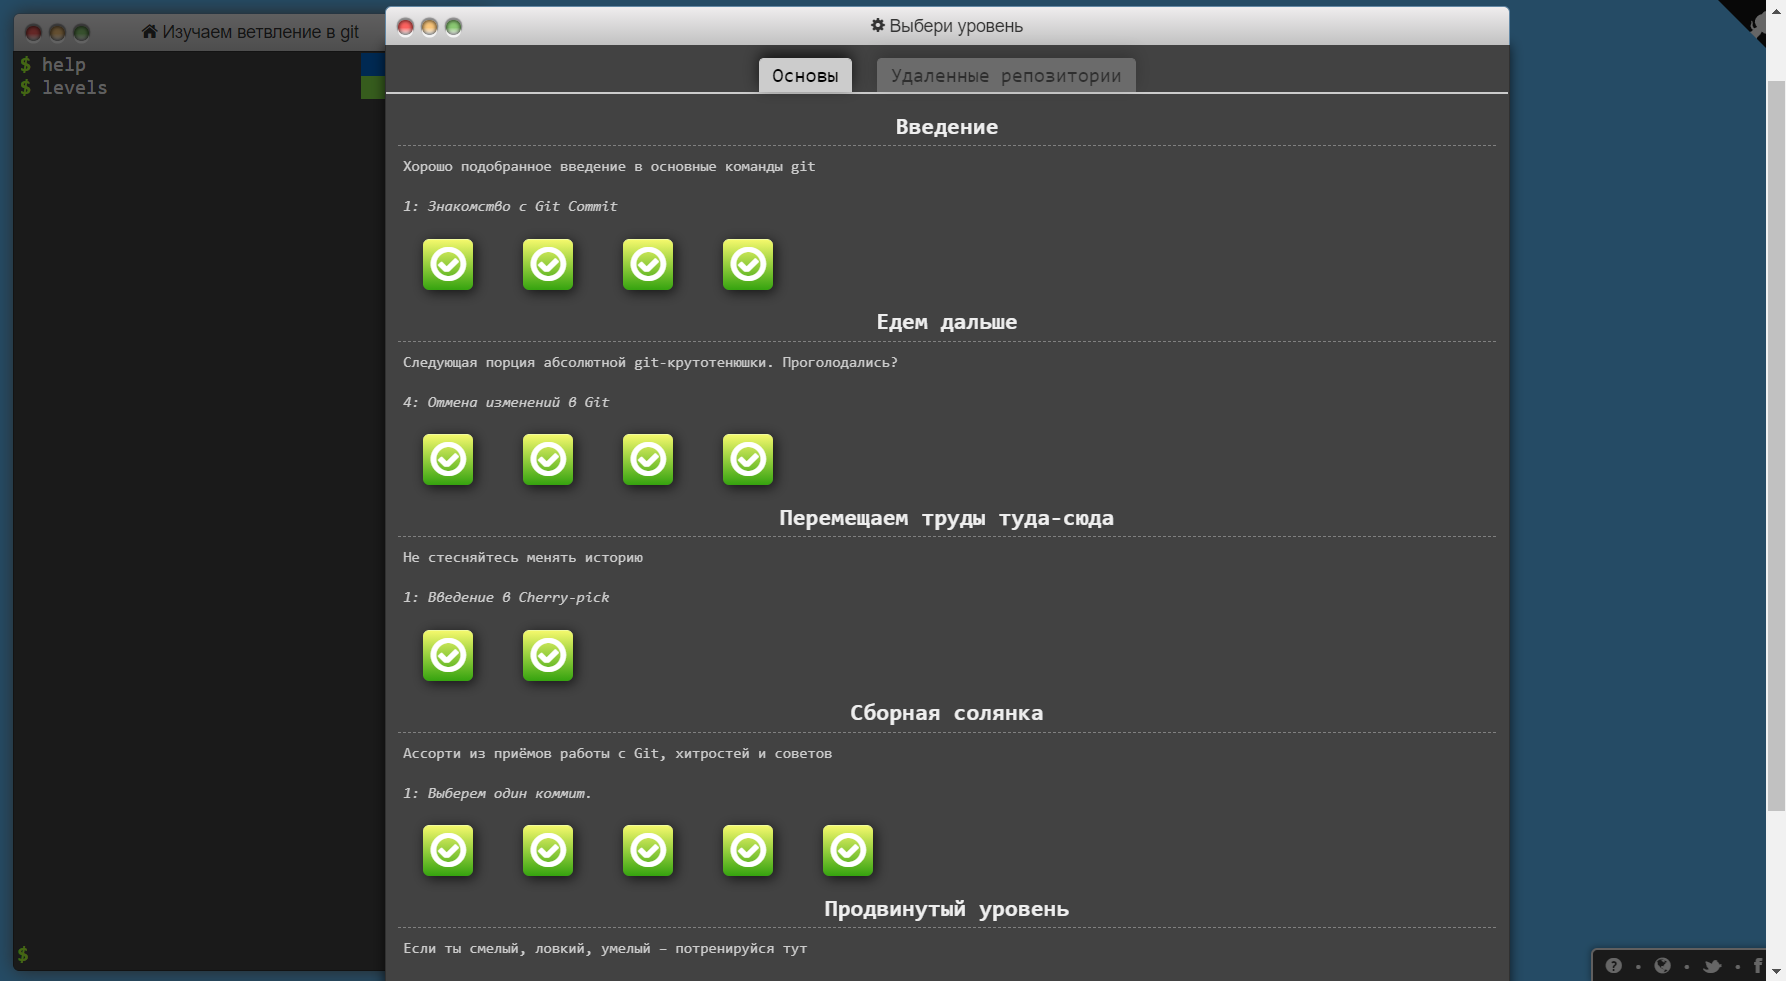 Изучаем ветвление в git
$ help
$ levels
$
Выбери уровень
Основы
Удаленные репозитории
Введение
Хорошо подобранное введение в основные команды git
1: Знакомство с Git Commit
Едем дальше
Следующая порция абсолютной git-крутотенюшки. Проголодались?
4: Отмена изменений в Git
Перемещаем труды туда-сюда
Не стесняйтесь менять историю
1: Введение в Cherry-pick
Сборная солянка
Ассорти из приёмов работы с Git, хитростей и советов
1: Выберем один коммит.
Продвинутый уровень
Если ты смелый, ловкий, умелый – потренируйся тут